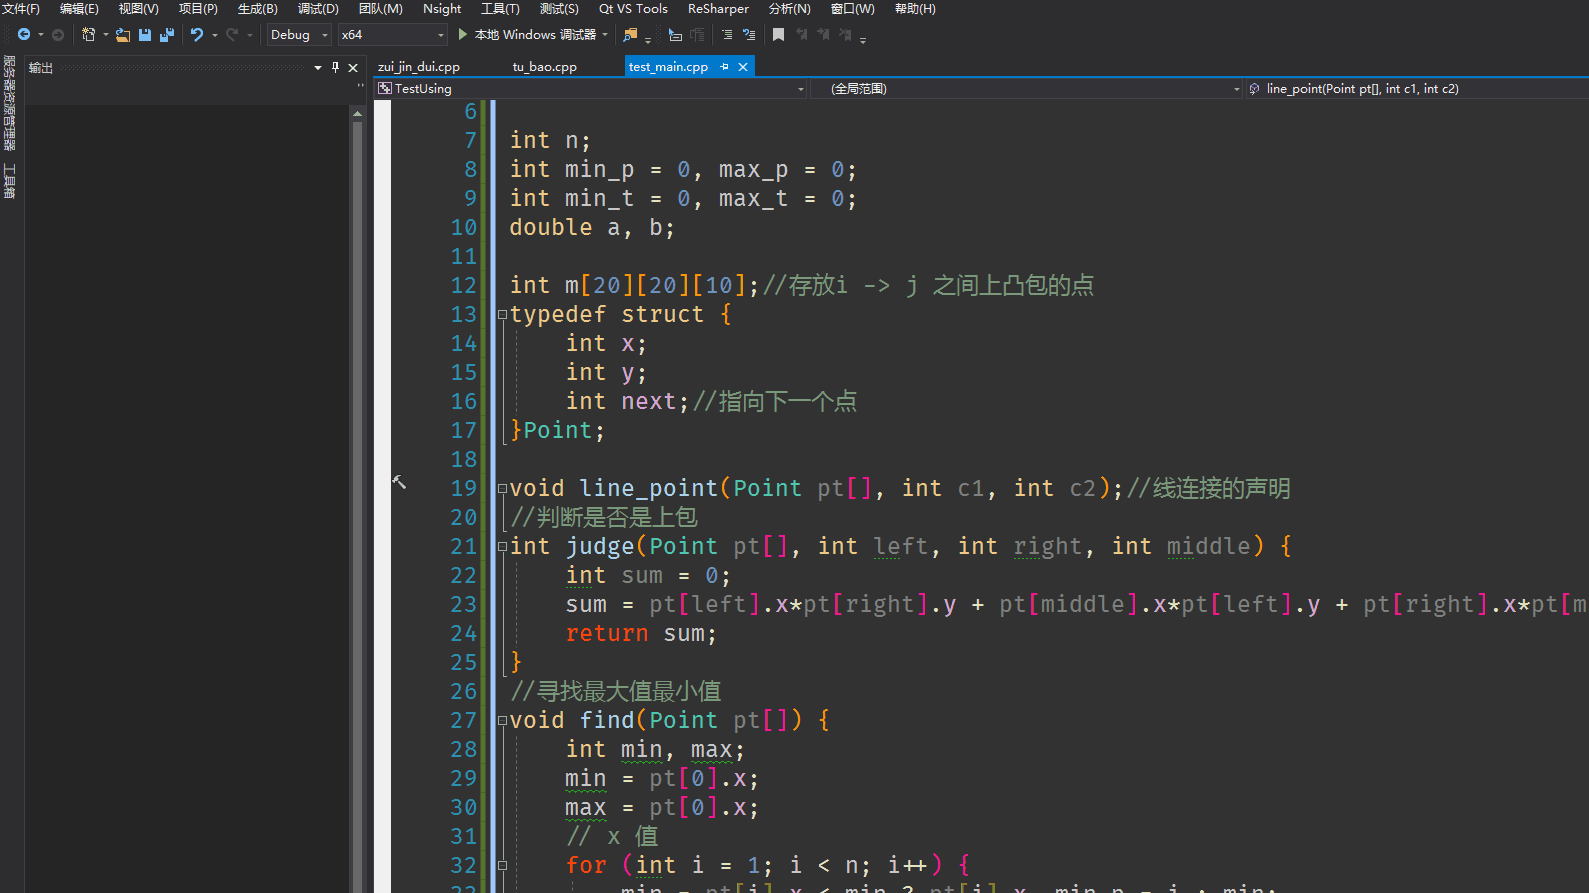 文件(F) 编辑(E) 视图(V) 项目(P) 生成(B) 调试(D) 团队(M) Nsight 工具(T) 测试(S) Qt VS Tools ReSharper 分析(N) 窗口(W) 帮助(H)
Debug x64 本地 Windows 调试器
服务器资源管理器
工具箱
输出
zui_jin_dui.cpp tu_bao.cpp test_main.cpp
TestUsing (全局范围) line_point(Point pt[], int c1, int c2)
6
7 int n;
8 int min_p = 0, max_p = 0;
9 int min_t = 0, max_t = 0;
10 double a, b;
11
12 int m[20][20][10];//存放i -> j 之间上凸包的点
13 typedef struct {
14 int x;
15 int y;
16 int next;//指向下一个点
17 }Point;
18
19 void line_point(Point pt[], int c1, int c2);//线连接的声明
20 //判断是否是上包
21 int judge(Point pt[], int left, int right, int middle) {
22 int sum = 0;
23 sum = pt[left].x*pt[right].y + pt[middle].x*pt[left].y + pt[right].x*pt[m
24 return sum;
25 }
26 //寻找最大值最小值
27 void find(Point pt[]) {
28 int min, max;
29 min = pt[0].x;
30 max = pt[0].x;
31 // x 值
32 for (int i = 1; i < n; i++) {
33 min = pt[i].x < min ? pt[i].x, min_p = i : min;